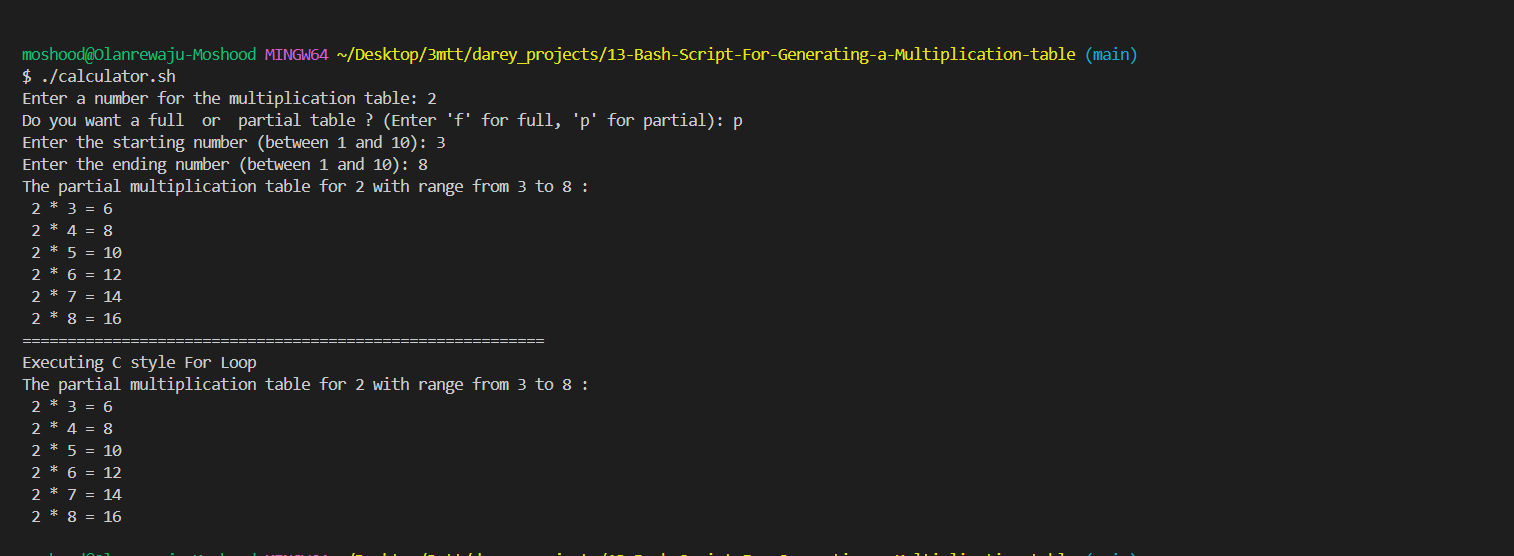 moshood@Olanrewaju-Moshood MINGW64 ~/Desktop/3mtt/darey_projects/13-Bash-Script-For-Generating-a-Multiplication-table (main)
$ ./calculator.sh
Enter a number for the multiplication table: 2
Do you want a full  or  partial table ? (Enter 'f' for full, 'p' for partial): p
Enter the starting number (between 1 and 10): 3
Enter the ending number (between 1 and 10): 8
The partial multiplication table for 2 with range from 3 to 8 :
 2 * 3 = 6
 2 * 4 = 8
 2 * 5 = 10
 2 * 6 = 12
 2 * 7 = 14
 2 * 8 = 16
==========================================================
Executing C style For Loop
The partial multiplication table for 2 with range from 3 to 8 :
 2 * 3 = 6
 2 * 4 = 8
 2 * 5 = 10
 2 * 6 = 12
 2 * 7 = 14
 2 * 8 = 16